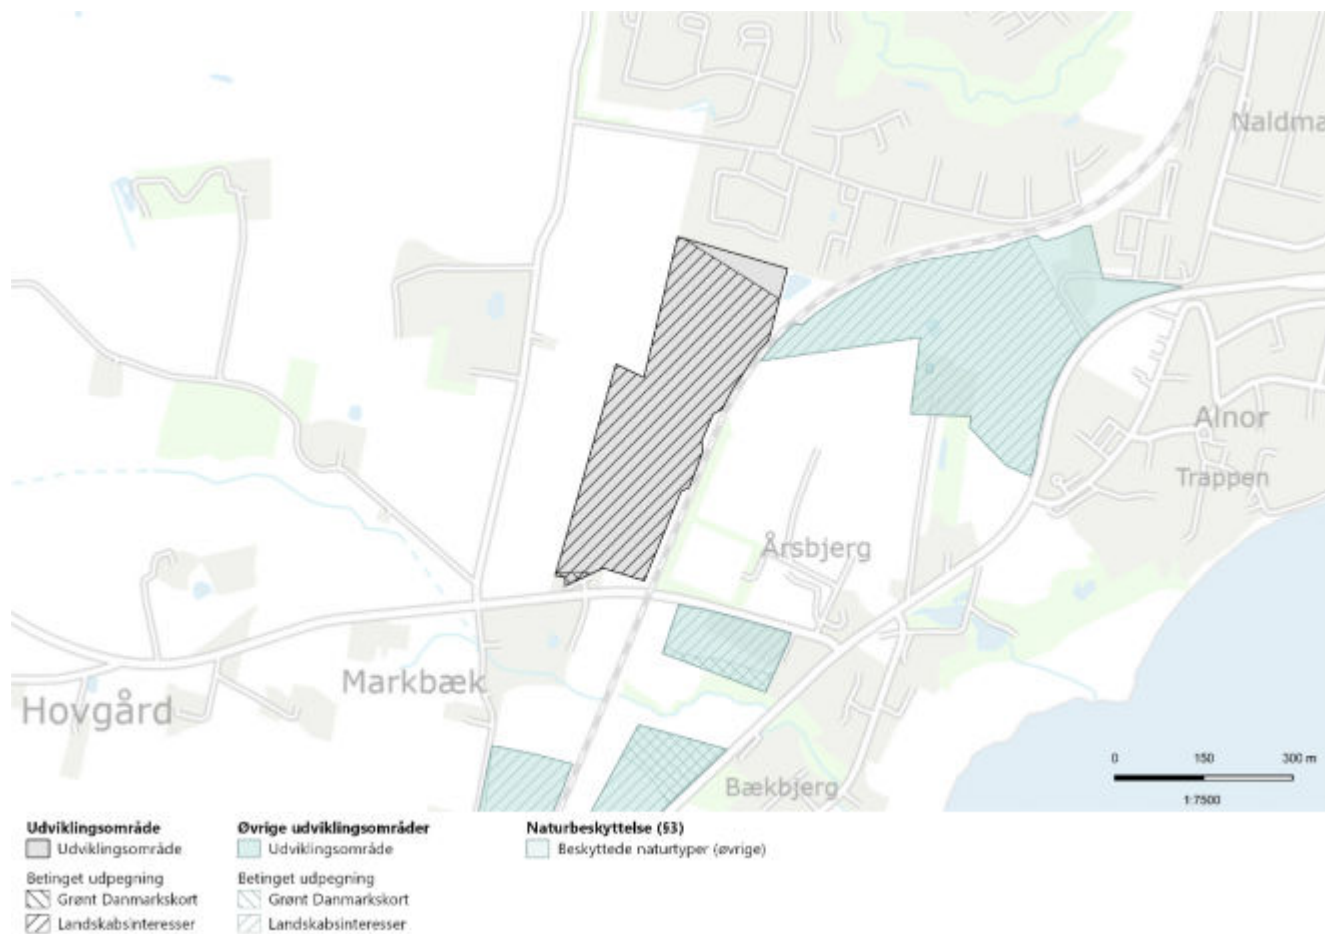 Naldma
Alnor
Trappen
Årsbjerg
Markbæk
Hovgård
Bækbjerg
0 150 300 m
1:7500
Udviklingsområde Øvrige udviklingsområder Naturbeskyttelse (§3)
Udviklingsområde Udviklingsområde Beskyttede naturtyper (øvrige)
Betinget udpegning Betinget udpegning
Grønt Danmarkskort Grønt Danmarkskort
Landskabsinteresser Landskabsinteresser